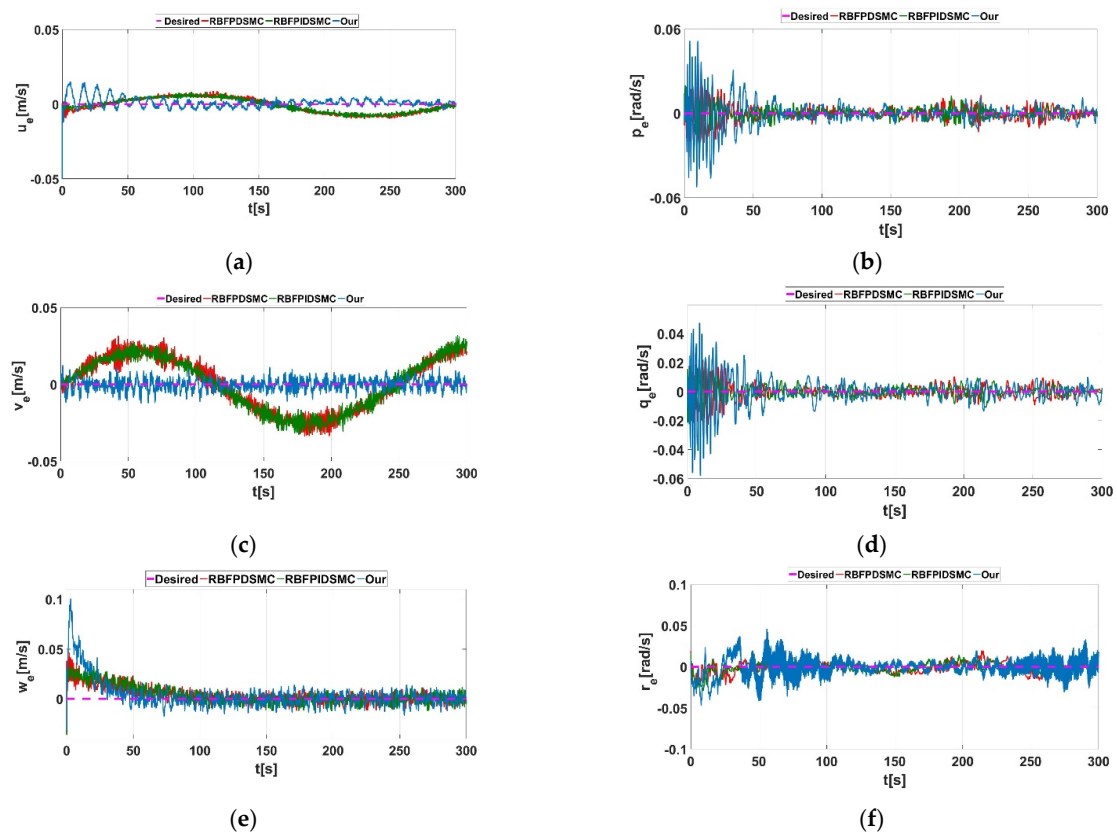 Desired RBFPDSMC RBFPIDSMC Our
0.05
0
-0.05
u_e[m/s]
0 50 100 150 200 250 300
t[s]
(a)
Desired RBFPDSMC RBFPIDSMC Our
0.06
0
-0.06
p_e[rad/s]
0 50 100 150 200 250 300
t[s]
(b)
Desired RBFPDSMC RBFPIDSMC Our
0.05
0
-0.05
v_e[m/s]
0 50 100 150 200 250 300
t[s]
(c)
Desired RBFPDSMC RBFPIDSMC Our
0.04
0.02
0
-0.02
-0.04
-0.06
q_e[rad/s]
0 50 100 150 200 250 300
t[s]
(d)
Desired RBFPDSMC RBFPIDSMC Our
0.1
0.05
0
w_e[m/s]
0 50 100 150 200 250 300
t[s]
(e)
Desired RBFPDSMC RBFPIDSMC Our
0.1
0.05
0
-0.05
-0.1
r_e[rad/s]
0 50 100 150 200 250 300
t[s]
(f)